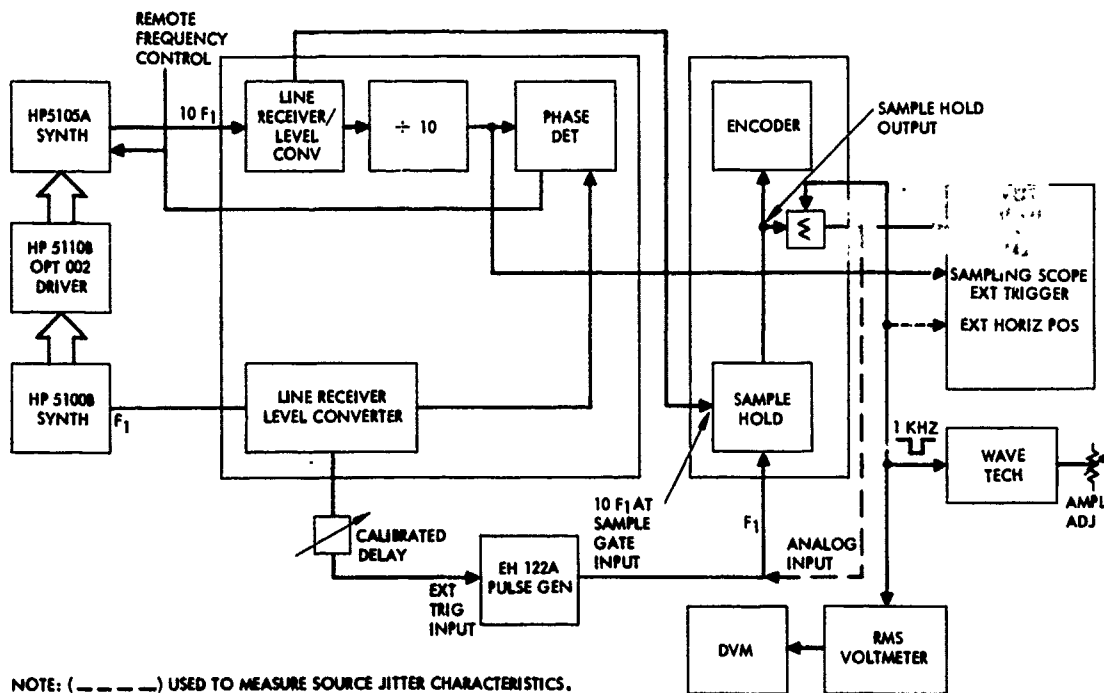 REMOTE
FREQUENCY
CONTROL
HP5105A
SYNTH
10 F1
LINE
RECEIVER/
LEVEL
CONV
÷ 10
PHASE
DET
ENCODER
SAMPLE HOLD
OUTPUT
HP 5110B
OPT 002
DRIVER
SAMPLING SCOPE
EXT TRIGGER
EXT HORIZ POS
HP 5100B
SYNTH
F1
LINE RECEIVER
LEVEL CONVERTER
SAMPLE
HOLD
1 KHZ
WAVE
TECH
AMPL
ADJ
10 F1 AT
SAMPLE
GATE
INPUT
F1
ANALOG
INPUT
CALIBRATED
DELAY
EXT
TRIG
INPUT
EH 122A
PULSE GEN
DVM
RMS
VOLTMETER
NOTE: (— — — —) USED TO MEASURE SOURCE JITTER CHARACTERISTICS.